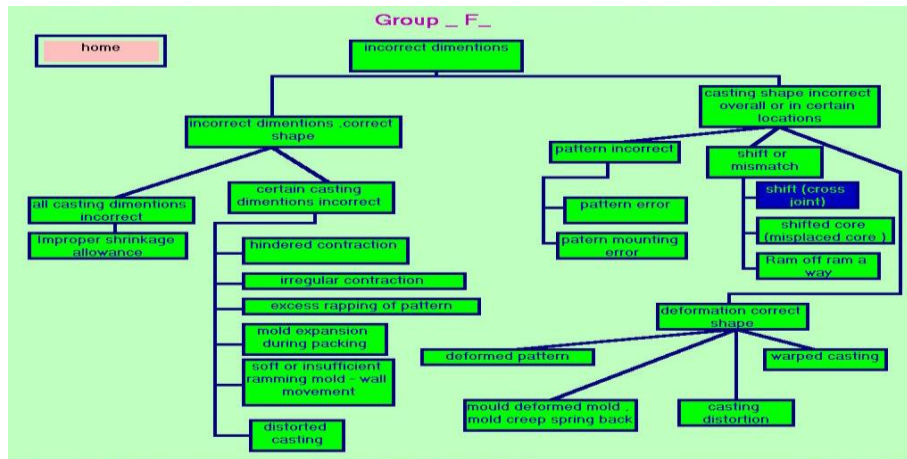 Group _ F_
home
incorrect dimentions
casting shape incorrect
overall or in certain
locations
incorrect dimentions ,correct
shape
pattern incorrect
shift or
mismatch
certain casting
dimentions incorrect
all casting dimentions
incorrect
shift (cross
joint)
pattern error
shifted core
(misplaced core )
Improper shrinkage
allowance
hindered contraction
patern mounting
error
Ram off ram a
way
irregular contraction
excess rapping of pattern
deformation correct
shape
mold expansion
during packing
deformed pattern
warped casting
soft or insufficient
ramming mold - wall
movement
mould deformed mold ,
mold creep spring back
casting
distortion
distorted
casting